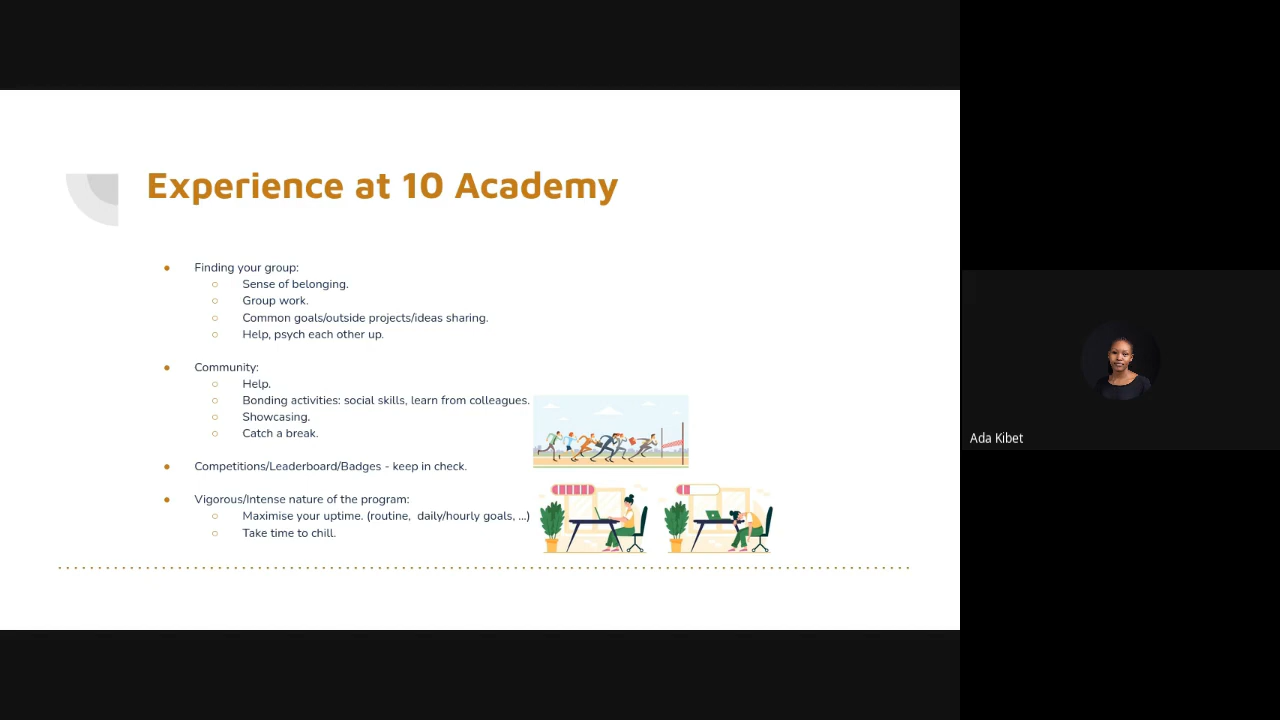 Experience at 10 Academy
● Finding your group:
○ Sense of belonging.
○ Group work.
○ Common goals/outside projects/ideas sharing.
○ Help, psych each other up.
● Community:
○ Help.
○ Bonding activities: social skills, learn from colleagues.
○ Showcasing.
○ Catch a break.
● Competitions/Leaderboard/Badges - keep in check.
● Vigorous/Intense nature of the program:
○ Maximise your uptime. (routine, daily/hourly goals, ...)
○ Take time to chill.
Ada Kibet